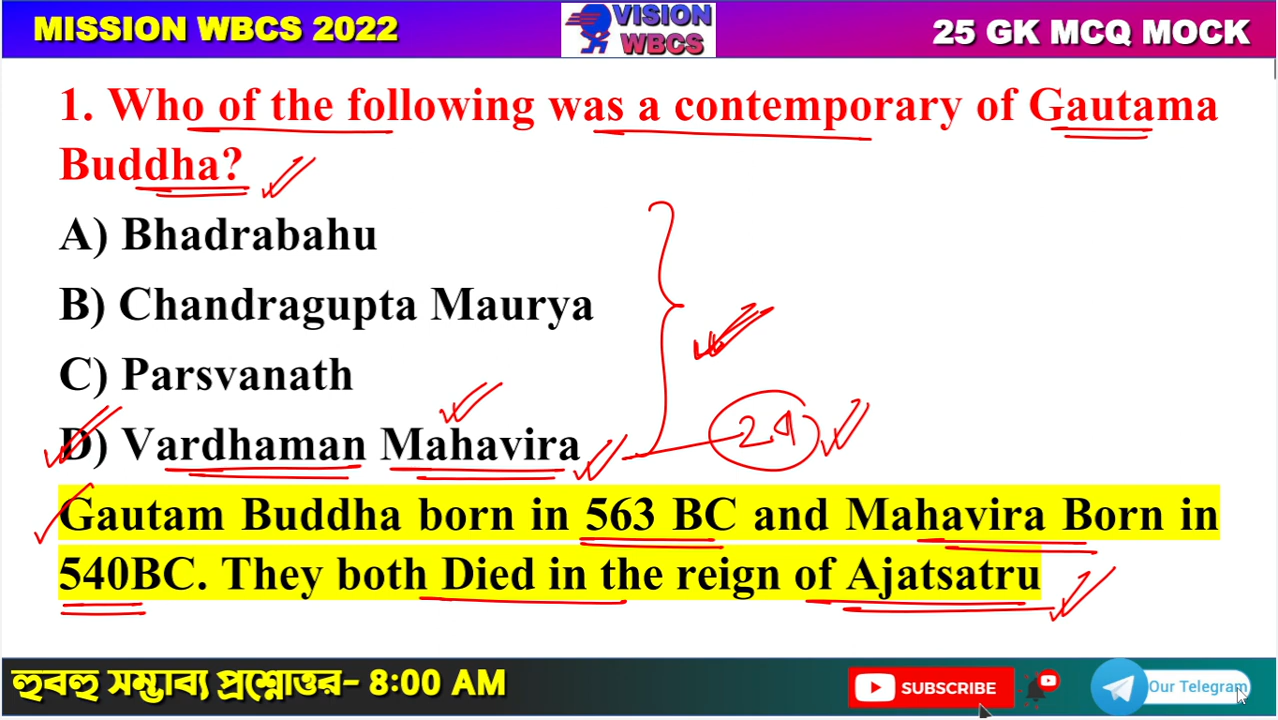 MISSION WBCS 2022
VISION
WBCS
25 GK MCQ MOCK
1. Who of the following was a contemporary of Gautama
Buddha?
A) Bhadrabahu
B) Chandragupta Maurya
C) Parsvanath
D) Vardhaman Mahavira
24
Gautam Buddha born in 563 BC and Mahavira Born in
540BC. They both Died in the reign of Ajatsatru
হুবহু সম্ভাব্য প্রশ্নোত্তর- 8:00 AM
SUBSCRIBE
Our Telegram